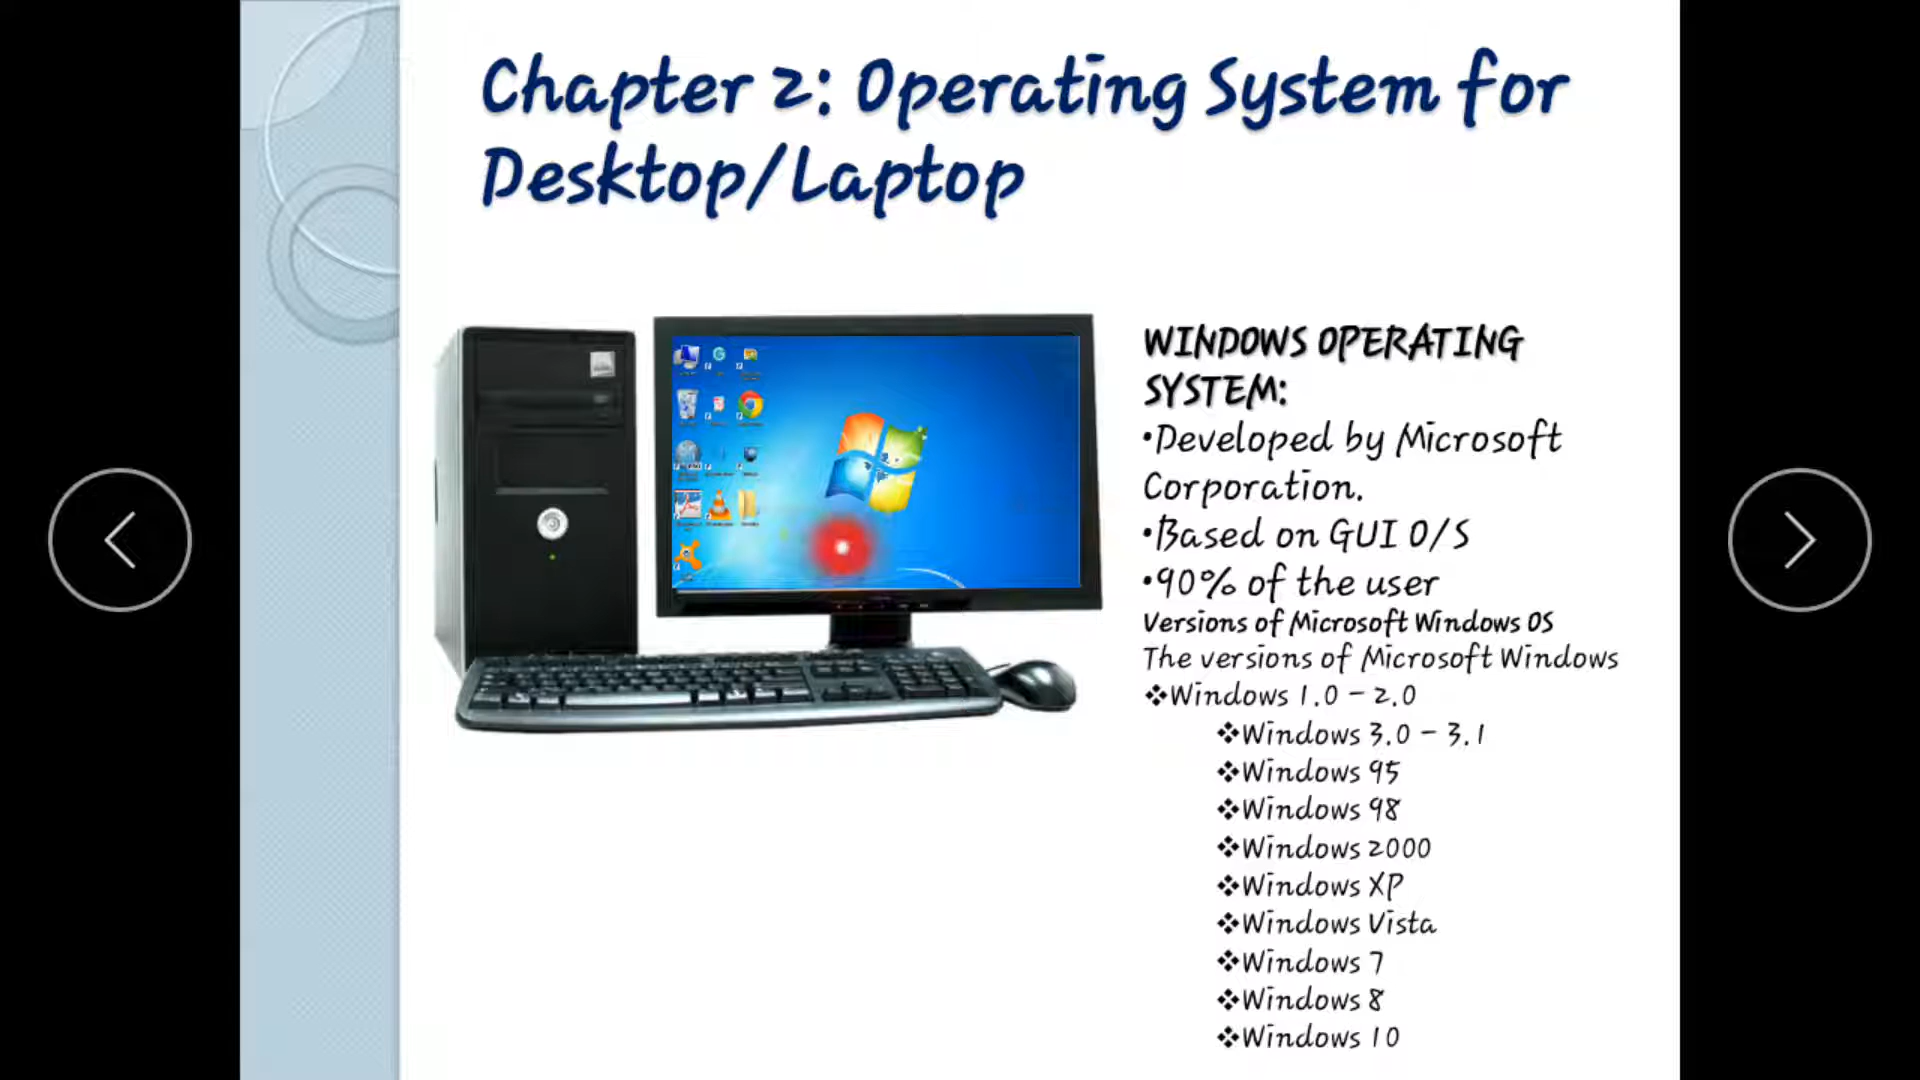 Chapter 2: Operating System for
Desktop/Laptop
WINDOWS OPERATING
SYSTEM:
•Developed by Microsoft
Corporation.
•Based on GUI O/S
•90% of the user
Versions of Microsoft Windows OS
The versions of Microsoft Windows
❖Windows 1.0 – 2.0
❖Windows 3.0 – 3.1
❖Windows 95
❖Windows 98
❖Windows 2000
❖Windows XP
❖Windows Vista
❖Windows 7
❖Windows 8
❖Windows 10